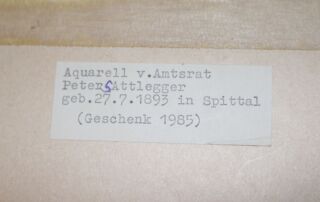 Aquarell v.Amtsrat
Peter SAttlegger
geb.27.7.1893 in Spittal
(Geschenk 1985)